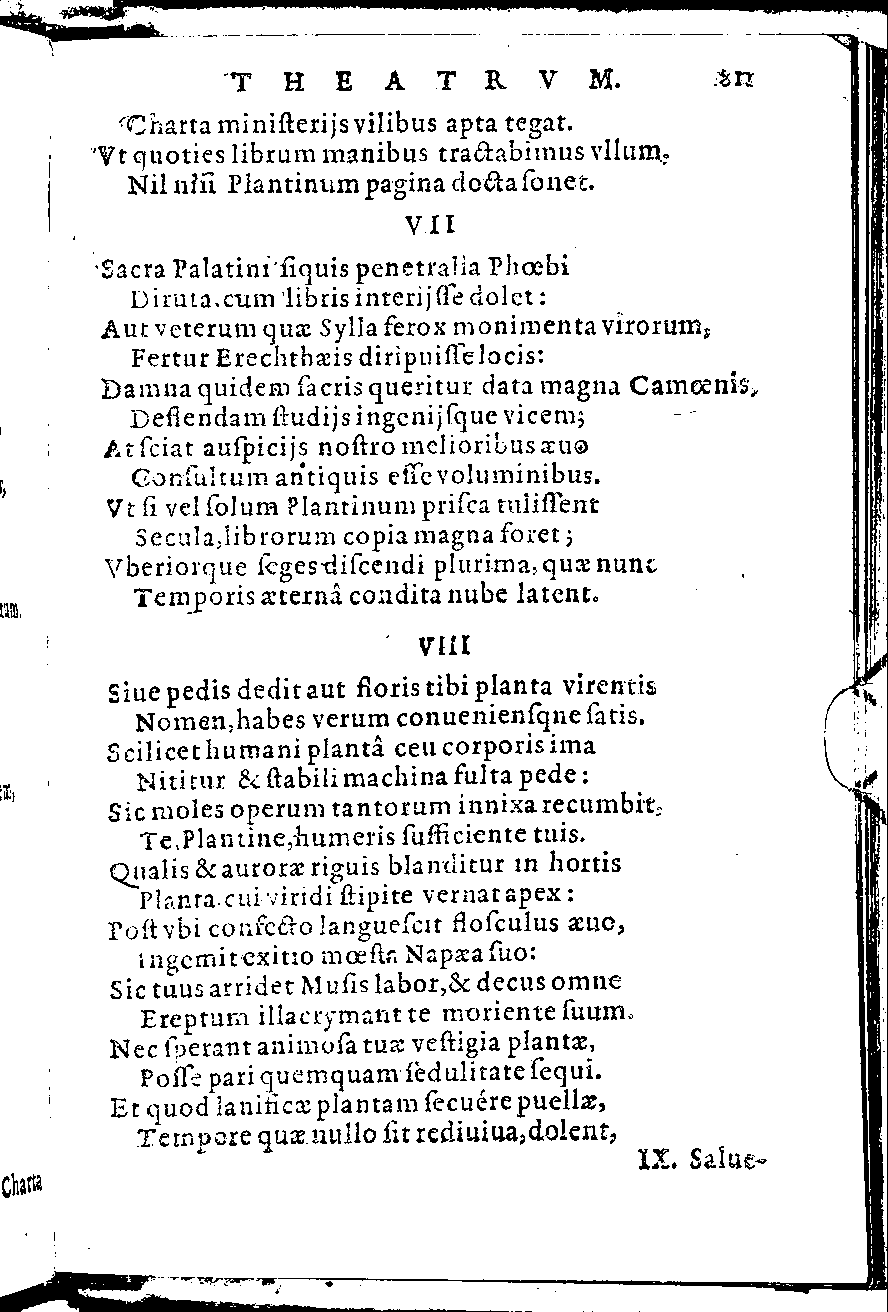 THEATRVM. 211
Charta miniſterijs vilibus apta tegat.
Vt quoties librum manibus tractabimus vllum,
Nil niſi Plantinum pagina docta ſonet.
VII
Sacra Palatini ſiquis penetralia Phœbi
Diruta, cum libris interijſſe dolet:
Aut veterum quæ Sylla ferox monimenta virorum,
Fertur Erechthæis diripuiſſe locis:
Damna quidem ſacris queritur data magna Camœnis,
Deflendam ſtudijs ingenijſque vicem;
At ſciat auſpicijs noſtro melioribus æuo
Conſultum antiquis eſſe voluminibus.
Vt ſi vel ſolum Plantinum priſca tuliſſent
Secula, librorum copia magna foret;
Vberiorque ſeges diſcendi plurima, quæ nunc
Temporis æternâ condita nube latent.
VIII
Siue pedis dedit aut floris tibi planta virentis
Nomen, habes verum conuenienſqne ſatis.
Scilicet humani plantâ ceu corporis ima
Nititur & ſtabili machina fulta pede:
Sic moles operum tantorum innixa recumbit,
Te, Plantine, humeris ſufficiente tuis.
Qualis & auroræ riguis blanditur in hortis
Planta. cui viridi ſtipite vernat apex:
Poſt vbi confecto langueſcit floſculus æuo,
ingemit exitio mœſta Napæa ſuo:
Sic tuus arridet Muſis labor, & decus omne
Ereptum illacrymant te moriente ſuum.
Nec ſperant animoſa tuæ veſtigia plantæ,
Poſſe pari quemquam ſedulitate ſequi.
Et quod lanificæ plantam ſecuére puellæ,
Tempore quæ nullo ſit rediuiua, dolent,
IX. Salue-
Charta